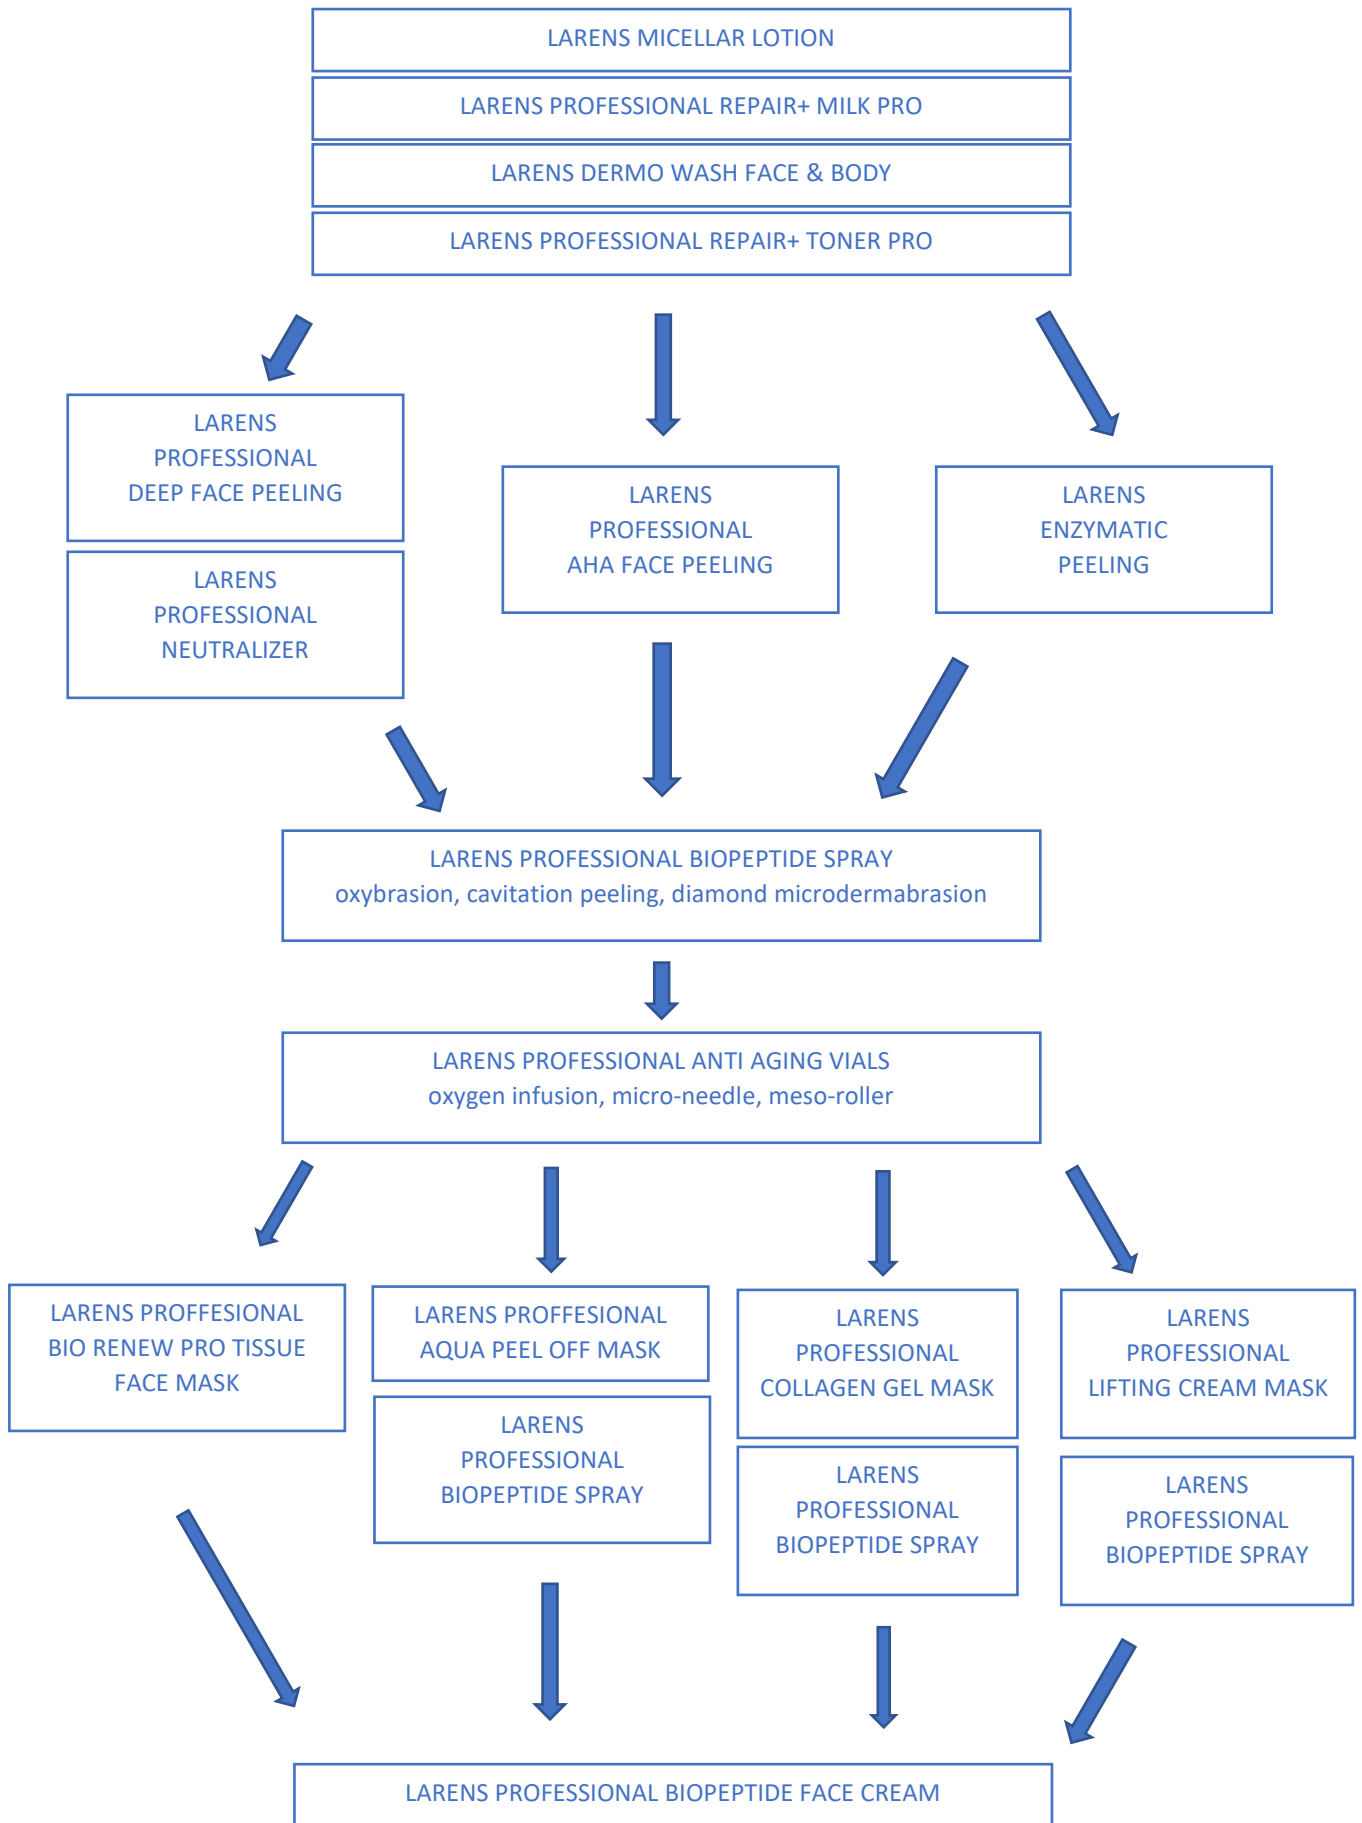 LARENS MICELLAR LOTION
LARENS PROFESSIONAL REPAIR+ MILK PRO
LARENS DERMO WASH FACE & BODY
LARENS PROFESSIONAL REPAIR+ TONER PRO
LARENS
PROFESSIONAL
DEEP FACE PEELING
LARENS
PROFESSIONAL
NEUTRALIZER
LARENS
PROFESSIONAL
AHA FACE PEELING
LARENS
ENZYMATIC
PEELING
LARENS PROFESSIONAL BIOPEPTIDE SPRAY
oxybrasion, cavitation peeling, diamond microdermabrasion
LARENS PROFESSIONAL ANTI AGING VIALS
oxygen infusion, micro-needle, meso-roller
LARENS PROFFESIONAL
BIO RENEW PRO TISSUE
FACE MASK
LARENS PROFFESIONAL
AQUA PEEL OFF MASK
LARENS
PROFESSIONAL
BIOPEPTIDE SPRAY
LARENS
PROFESSIONAL
COLLAGEN GEL MASK
LARENS
PROFESSIONAL
BIOPEPTIDE SPRAY
LARENS
PROFESSIONAL
LIFTING CREAM MASK
LARENS
PROFESSIONAL
BIOPEPTIDE SPRAY
LARENS PROFESSIONAL BIOPEPTIDE FACE CREAM